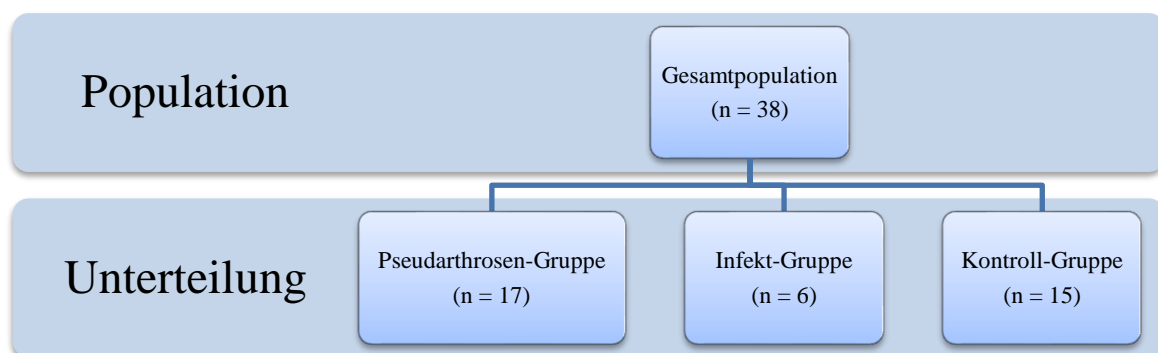 Population
Gesamtpopulation
(n = 38)
Unterteilung
Pseudarthrosen-Gruppe
(n = 17)
Infekt-Gruppe
(n = 6)
Kontroll-Gruppe
(n = 15)